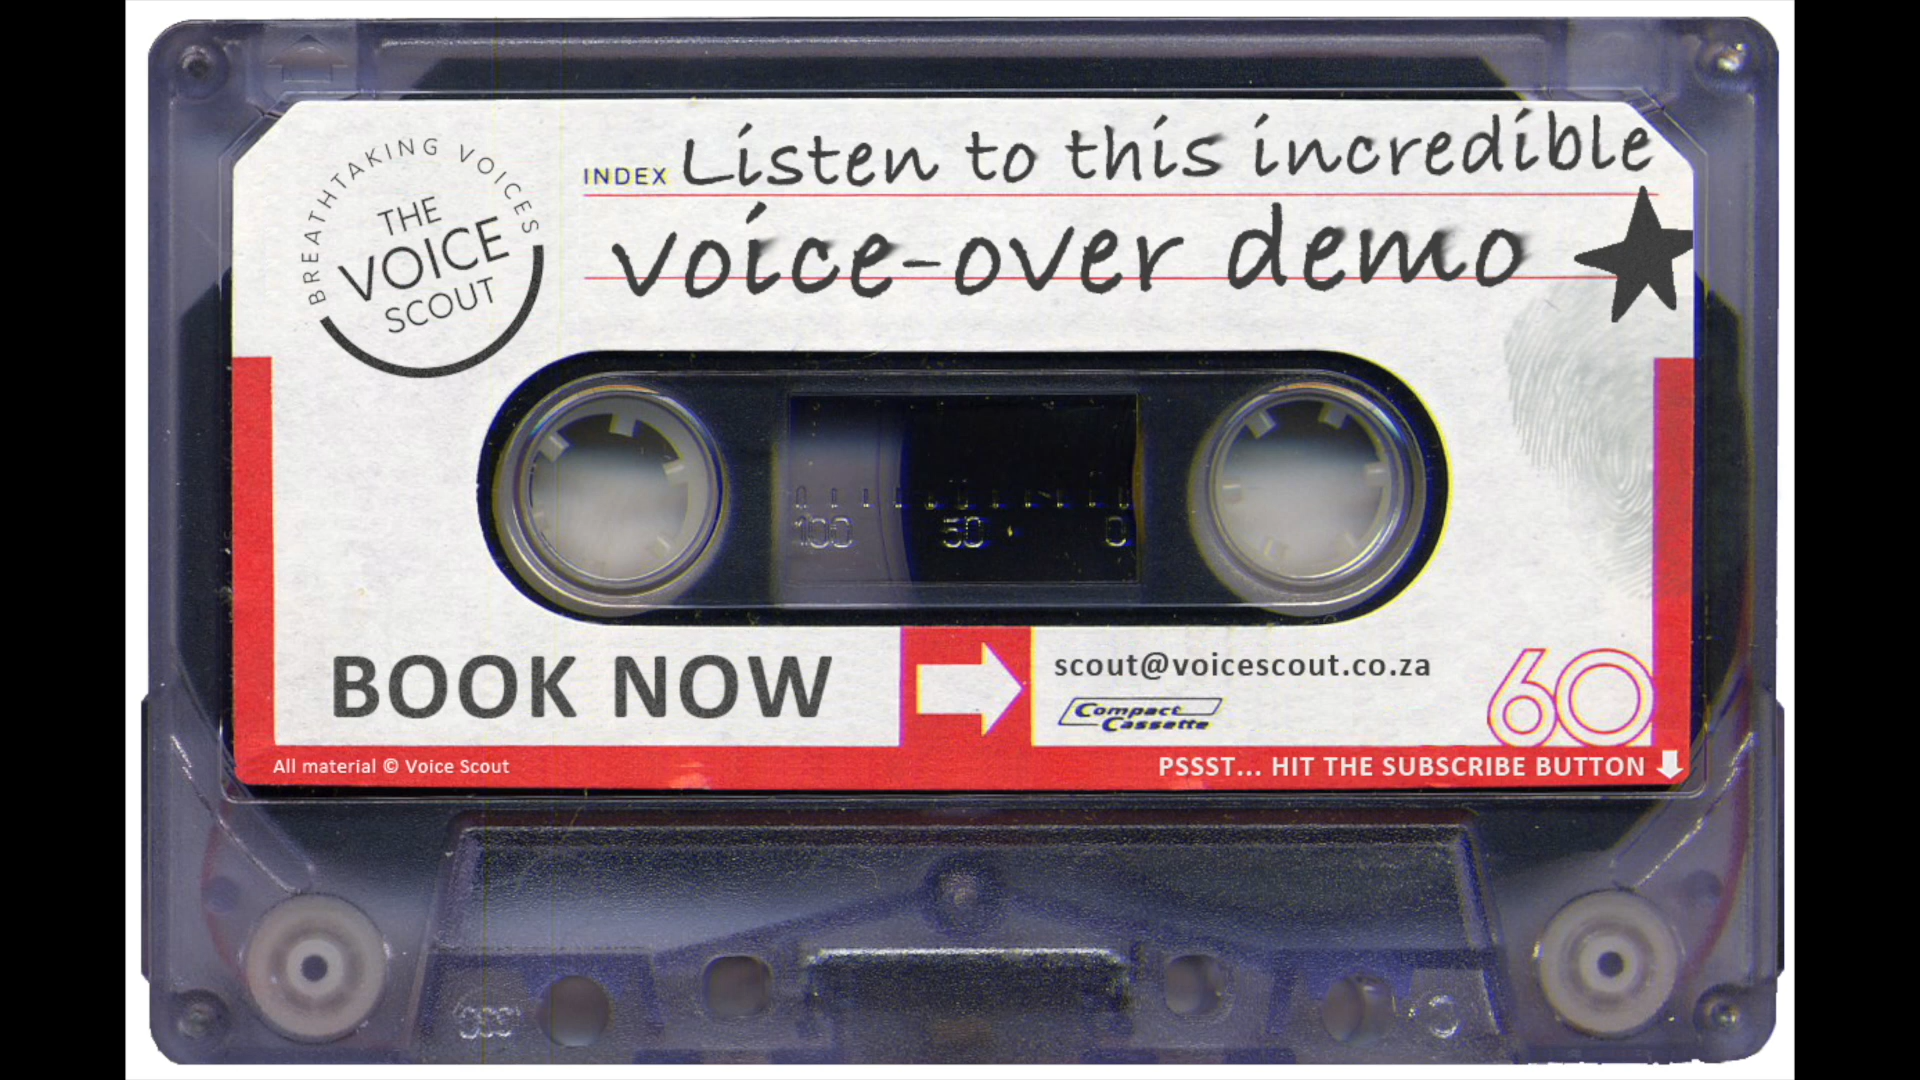 BREATHTAKING VOICES
THE
VOICE
SCOUT
INDEX Listen to this incredible
voice-over demo
100 50 0
BOOK NOW
scout@voicescout.co.za
Compact
Cassette
60
All material © Voice Scout
PSSST... HIT THE SUBSCRIBE BUTTON